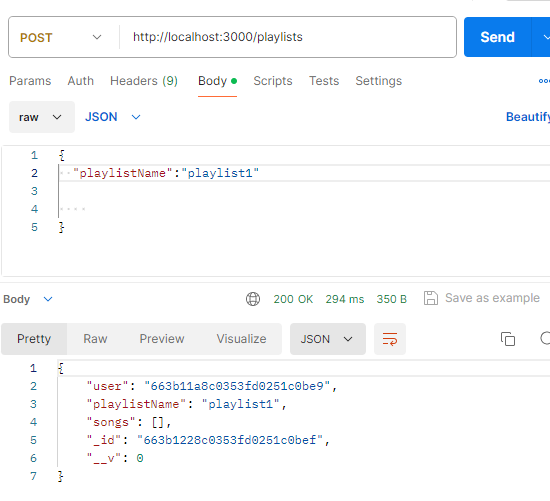 POST http://localhost:3000/playlists Send
Params Auth Headers (9) Body Scripts Tests Settings
raw JSON Beautify
1 {
2 "playlistName":"playlist1"
3
4
5 }
Body 200 OK 294 ms 350 B Save as example
Pretty Raw Preview Visualize JSON
1 {
2 "user": "663b11a8c0353fd0251c0be9",
3 "playlistName": "playlist1",
4 "songs": [],
5 "_id": "663b1228c0353fd0251c0bef",
6 "__v": 0
7 }